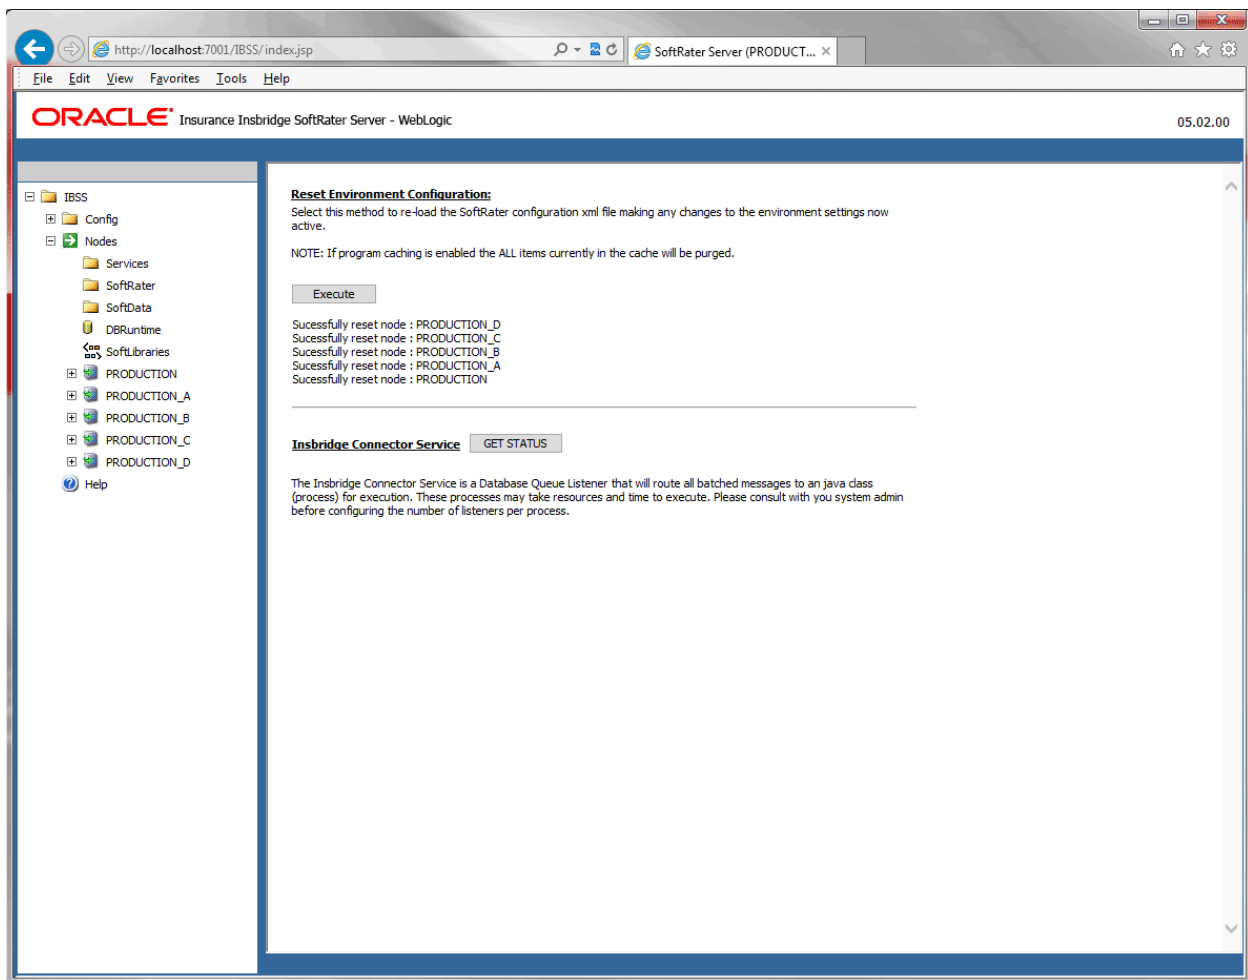 http://localhost:7001/IBSS/index.jsp
SoftRater Server (PRODUCT...
File Edit View Favorites Tools Help
ORACLE Insurance Insbridge SoftRater Server - WebLogic
05.02.00
IBSS
Config
Nodes
Services
SoftRater
SoftData
DBRuntime
SoftLibraries
PRODUCTION
PRODUCTION_A
PRODUCTION_B
PRODUCTION_C
PRODUCTION_D
Help
Reset Environment Configuration:
Select this method to re-load the SoftRater configuration xml file making any changes to the environment settings now
active.
NOTE: If program caching is enabled the ALL items currently in the cache will be purged.
Execute
Sucessfully reset node : PRODUCTION_D
Sucessfully reset node : PRODUCTION_C
Sucessfully reset node : PRODUCTION_B
Sucessfully reset node : PRODUCTION_A
Sucessfully reset node : PRODUCTION
Insbridge Connector Service GET STATUS
The Insbridge Connector Service is a Database Queue Listener that will route all batched messages to an java class
(process) for execution. These processes may take resources and time to execute. Please consult with you system admin
before configuring the number of listeners per process.